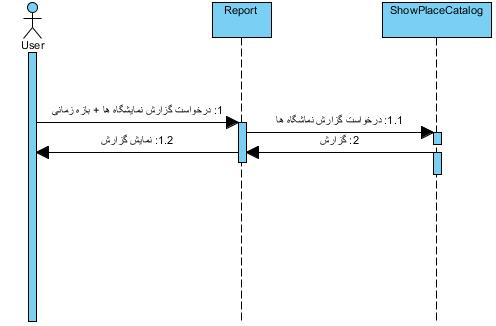 Report
ShowPlaceCatalog
User
1: درخواست گزارش نمایشگاه ها + بازه زمانی
1.1: درخواست گزارش نماشگاه ها
1.2: نمایش گزارش
2: گزارش